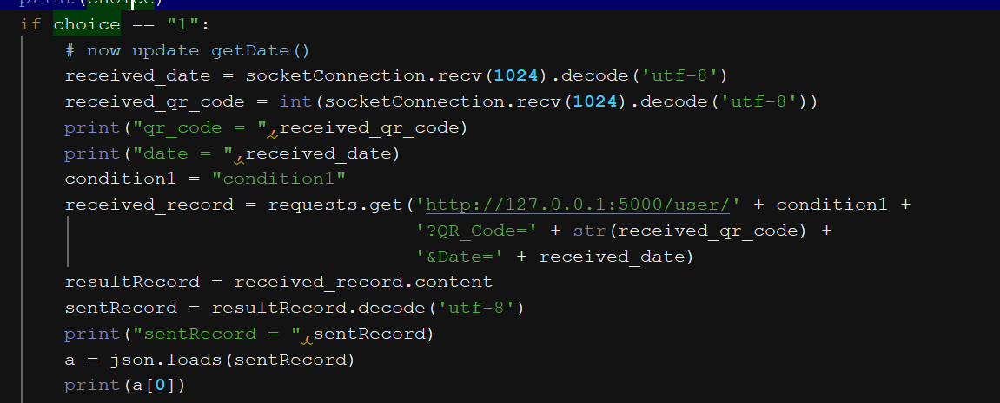 print(choice)
if choice == "1":
# now update getDate()
received_date = socketConnection.recv(1024).decode('utf-8')
received_qr_code = int(socketConnection.recv(1024).decode('utf-8'))
print("qr_code = ",received_qr_code)
print("date = ",received_date)
condition1 = "condition1"
received_record = requests.get('http://127.0.0.1:5000/user/' + condition1 +
'?QR_Code=' + str(received_qr_code) +
'&Date=' + received_date)
resultRecord = received_record.content
sentRecord = resultRecord.decode('utf-8')
print("sentRecord = ",sentRecord)
a = json.loads(sentRecord)
print(a[0])